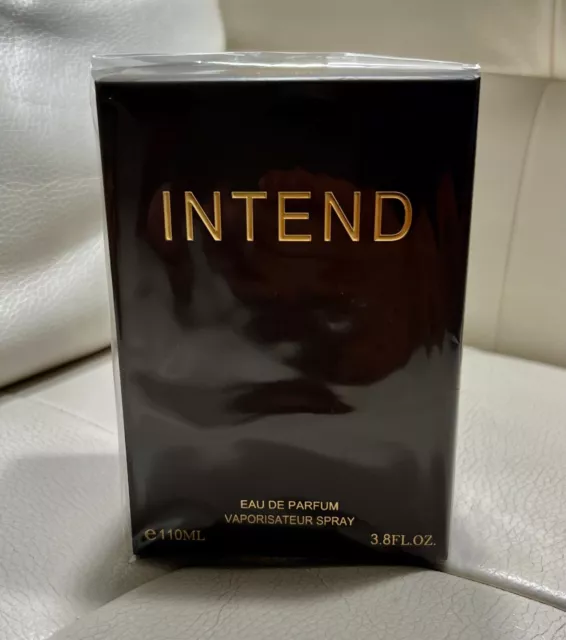 INTEND
EAU DE PARFUM
VAPORISATEUR SPRAY
℮110ML 3.8FL.OZ.